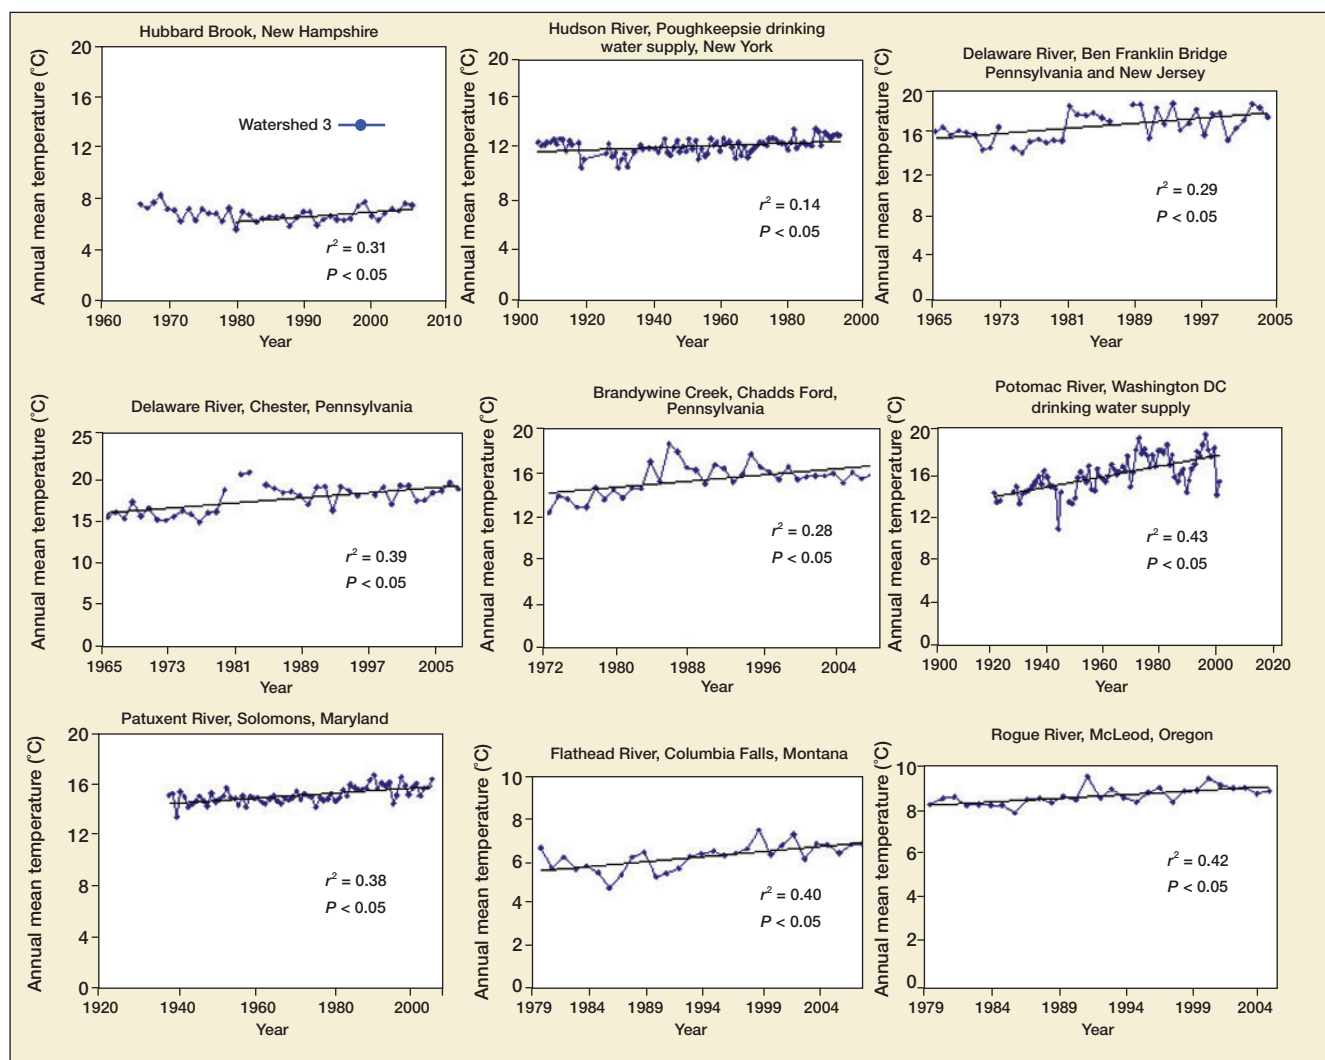 Hubbard Brook, New Hampshire
Annual mean temperature (˚C)
20
16
12
8
4
0
Watershed 3
r² = 0.31
P < 0.05
1960 1970 1980 1990 2000 2010
Year
Hudson River, Poughkeepsie drinking
water supply, New York
Annual mean temperature (˚C)
20
16
12
8
4
0
r² = 0.14
P < 0.05
1900 1920 1940 1960 1980 2000
Year
Delaware River, Ben Franklin Bridge
Pennsylvania and New Jersey
Annual mean temperature (˚C)
20
16
12
8
4
0
r² = 0.29
P < 0.05
1965 1973 1981 1989 1997 2005
Year
Delaware River, Chester, Pennsylvania
Annual mean temperature (˚C)
25
20
15
10
5
0
r² = 0.39
P < 0.05
1965 1973 1981 1989 1997 2005
Year
Brandywine Creek, Chadds Ford,
Pennsylvania
Annual mean temperature (˚C)
20
16
12
8
4
0
r² = 0.28
P < 0.05
1972 1980 1988 1996 2004
Year
Potomac River, Washington DC
drinking water supply
Annual mean temperature (˚C)
20
16
12
8
4
0
r² = 0.43
P < 0.05
1900 1920 1940 1960 1980 2000 2020
Year
Patuxent River, Solomons, Maryland
Annual mean temperature (˚C)
20
16
12
8
4
0
r² = 0.38
P < 0.05
1920 1940 1960 1980 2000
Year
Flathead River, Columbia Falls, Montana
Annual mean temperature (˚C)
10
8
6
4
2
0
r² = 0.40
P < 0.05
1979 1984 1989 1994 1999 2004
Year
Rogue River, McLeod, Oregon
Annual mean temperature (˚C)
10
8
6
4
2
0
r² = 0.42
P < 0.05
1979 1984 1989 1994 1999 2004
Year